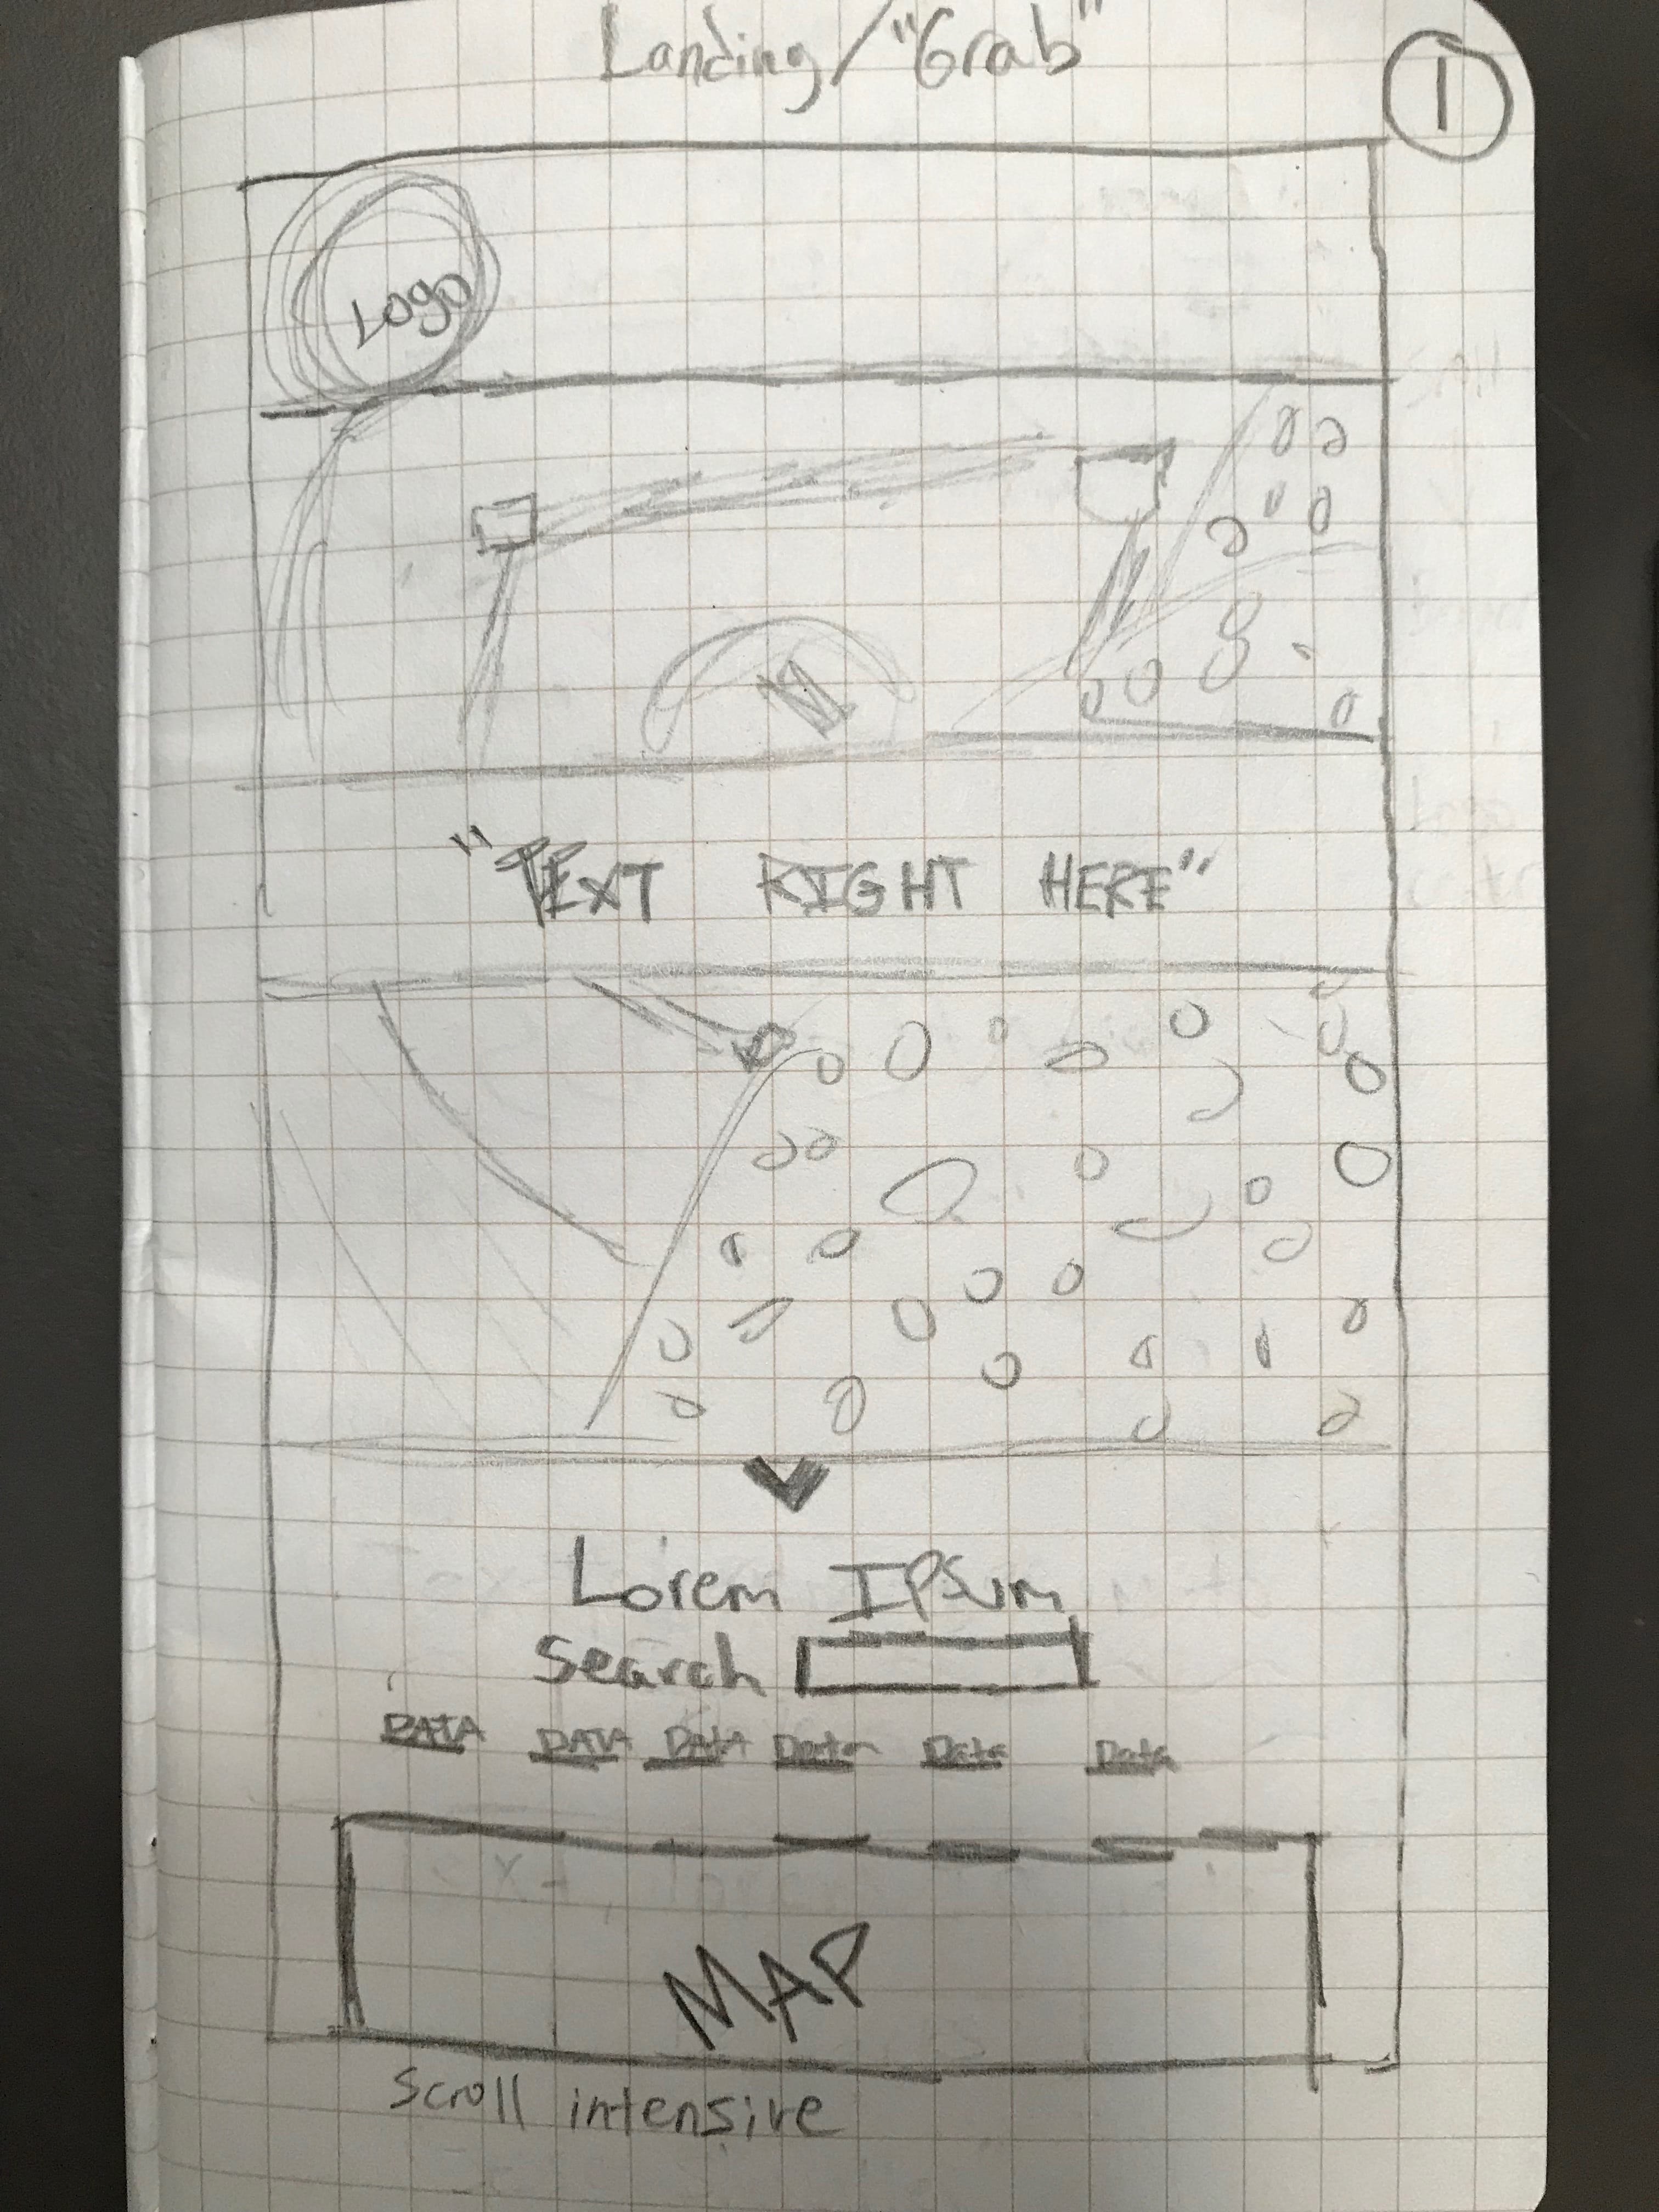 Landing/"Grab"
1
Logo
"TEXT RIGHT HERE"
Lorem IPSum
Search
DATA DATA DATA Data Data Data
MAP
Scroll intensive